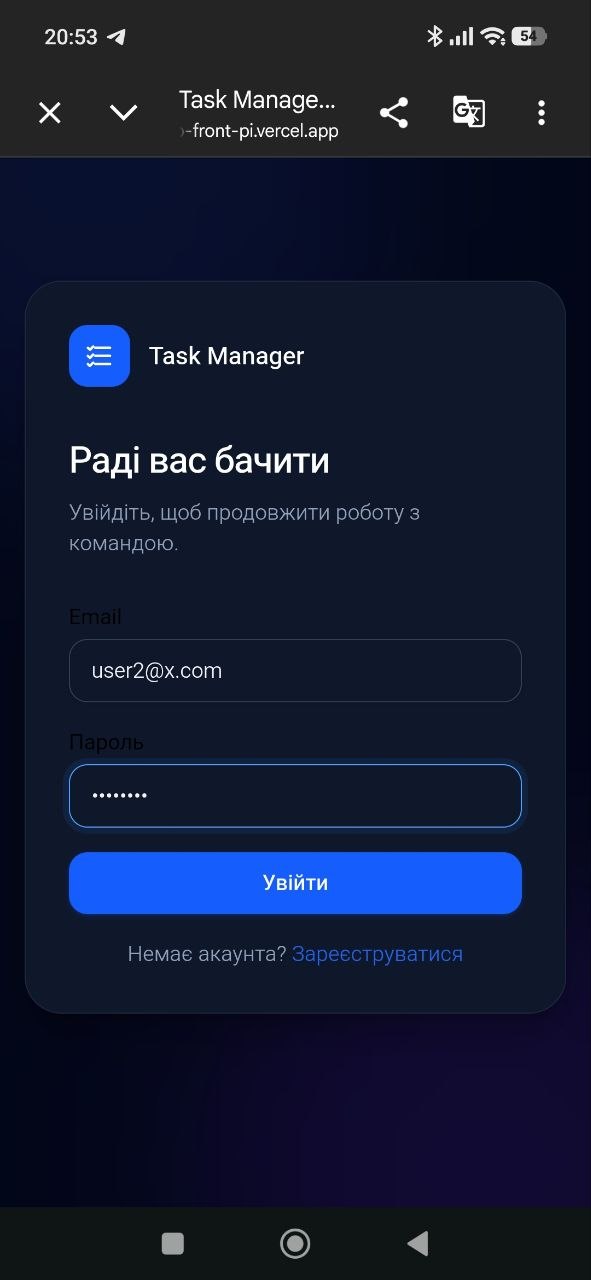 20:53
54
Task Manage...
-front-pi.vercel.app
Task Manager
Раді вас бачити
Увійдіть, щоб продовжити роботу з
командою.
Email
user2@x.com
Пароль
••••••••
Увійти
Немає акаунта? Зареєструватися